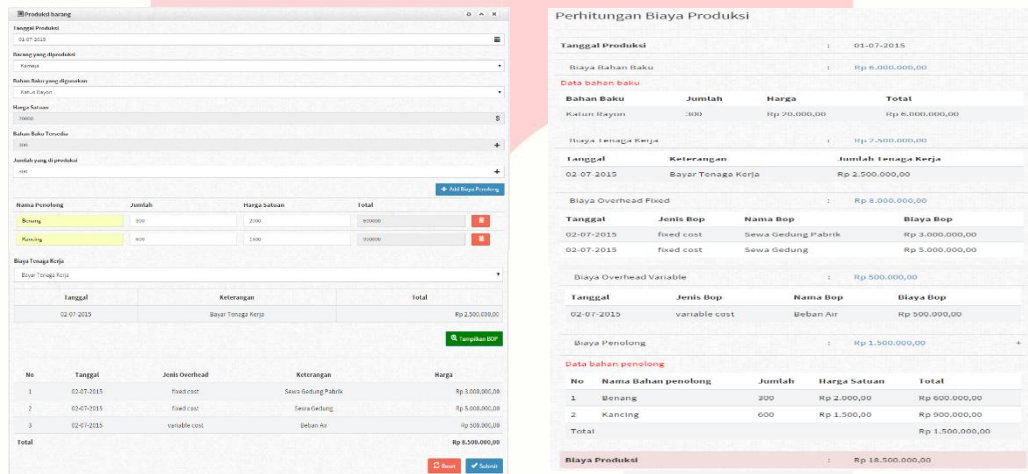 Produksi barang
Tanggal Produksi
01-07-2015
Barang yang diproduksi
Kemeja
Bahan Baku yang digunakan
Katun Rayon
Harga Satuan
20000
Bahan Baku Tersedia
300
Jumlah yang di produksi
300
Add Biaya Penolong
Nama Penolong Jumlah Harga Satuan Total
Benang 300 2000 600000
Kancing 600 1500 900000
Biaya Tenaga Kerja
Bayar Tenaga Kerja
Tanggal Keterangan Total
02-07-2015 Bayar Tenaga Kerja Rp 2.500.000,00
Tampilkan BOP
No Tanggal Jenis Overhead Keterangan Harga
1 02-07-2015 fixed cost Sewa Gedung Pabrik Rp 3.000.000,00
2 02-07-2015 fixed cost Sewa Gedung Rp 5.000.000,00
3 02-07-2015 variable cost Beban Air Rp 500.000,00
Total Rp 8.500.000,00
Reset Submit
Perhitungan Biaya Produksi
Tanggal Produksi : 01-07-2015
Biaya Bahan Baku : Rp 6.000.000,00
Data bahan baku
Bahan Baku Jumlah Harga Total
Katun Rayon 300 Rp 20.000,00 Rp 6.000.000,00
Biaya Tenaga Kerja : Rp 2.500.000,00
Tanggal Keterangan Jumlah Tenaga Kerja
02-07-2015 Bayar Tenaga Kerja Rp 2.500.000,00
Biaya Overhead Fixed : Rp 8.000.000,00
Tanggal Jenis Bop Nama Bop Biaya Bop
02-07-2015 fixed cost Sewa Gedung Pabrik Rp 3.000.000,00
02-07-2015 fixed cost Sewa Gedung Rp 5.000.000,00
Biaya Overhead Variable : Rp 500.000,00
Tanggal Jenis Bop Nama Bop Biaya Bop
02-07-2015 variable cost Beban Air Rp 500.000,00
Biaya Penolong : Rp 1.500.000,00 +
Data bahan penolong
No Nama Bahan penolong Jumlah Harga Satuan Total
1 Benang 300 Rp 2.000,00 Rp 600.000,00
2 Kancing 600 Rp 1.500,00 Rp 900.000,00
Total Rp 1.500.000,00
Biaya Produksi : Rp 18.500.000,00